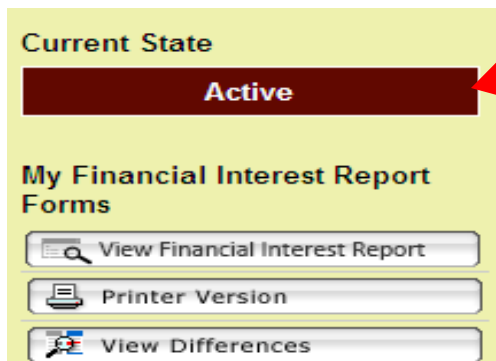 Current State
Active
My Financial Interest Report
Forms
View Financial Interest Report
Printer Version
View Differences